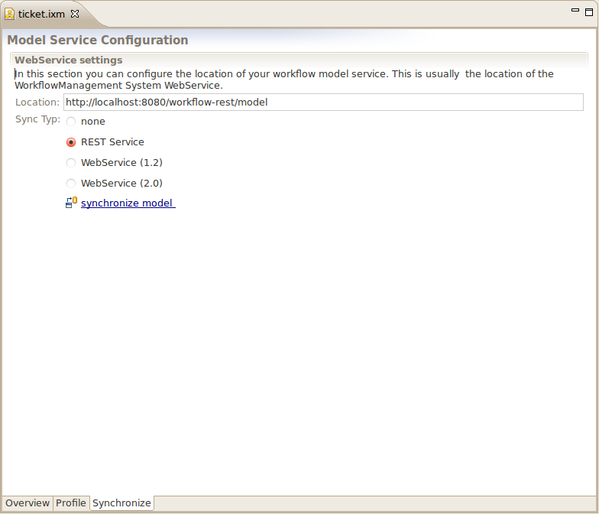 ticket.ixm
Model Service Configuration
WebService settings
In this section you can configure the location of your workflow model service. This is usually  the location of the
WorkflowManagement System WebService.
Location: http://localhost:8080/workflow-rest/model
Sync Typ: none
REST Service
WebService (1.2)
WebService (2.0)
synchronize model
Overview Profile Synchronize